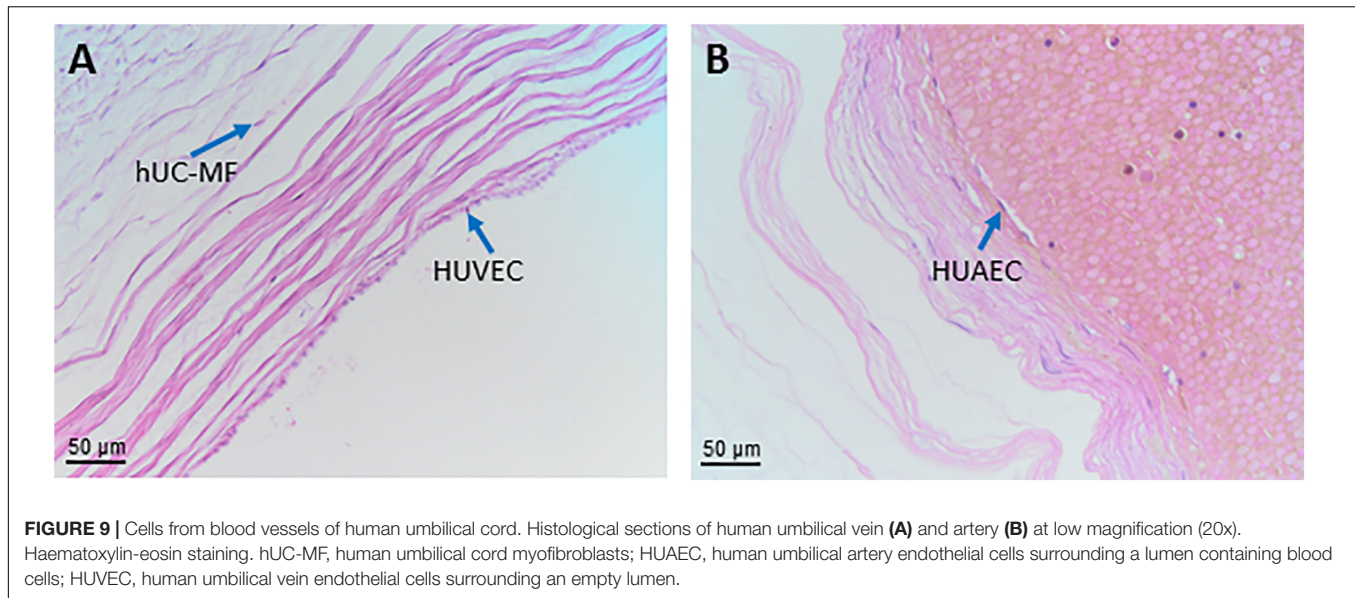 A
hUC-MF
HUVEC
50 µm
B
HUAEC
50 µm
FIGURE 9 | Cells from blood vessels of human umbilical cord. Histological sections of human umbilical vein (A) and artery (B) at low magnification (20x).
Haematoxylin-eosin staining. hUC-MF, human umbilical cord myofibroblasts; HUAEC, human umbilical artery endothelial cells surrounding a lumen containing blood
cells; HUVEC, human umbilical vein endothelial cells surrounding an empty lumen.